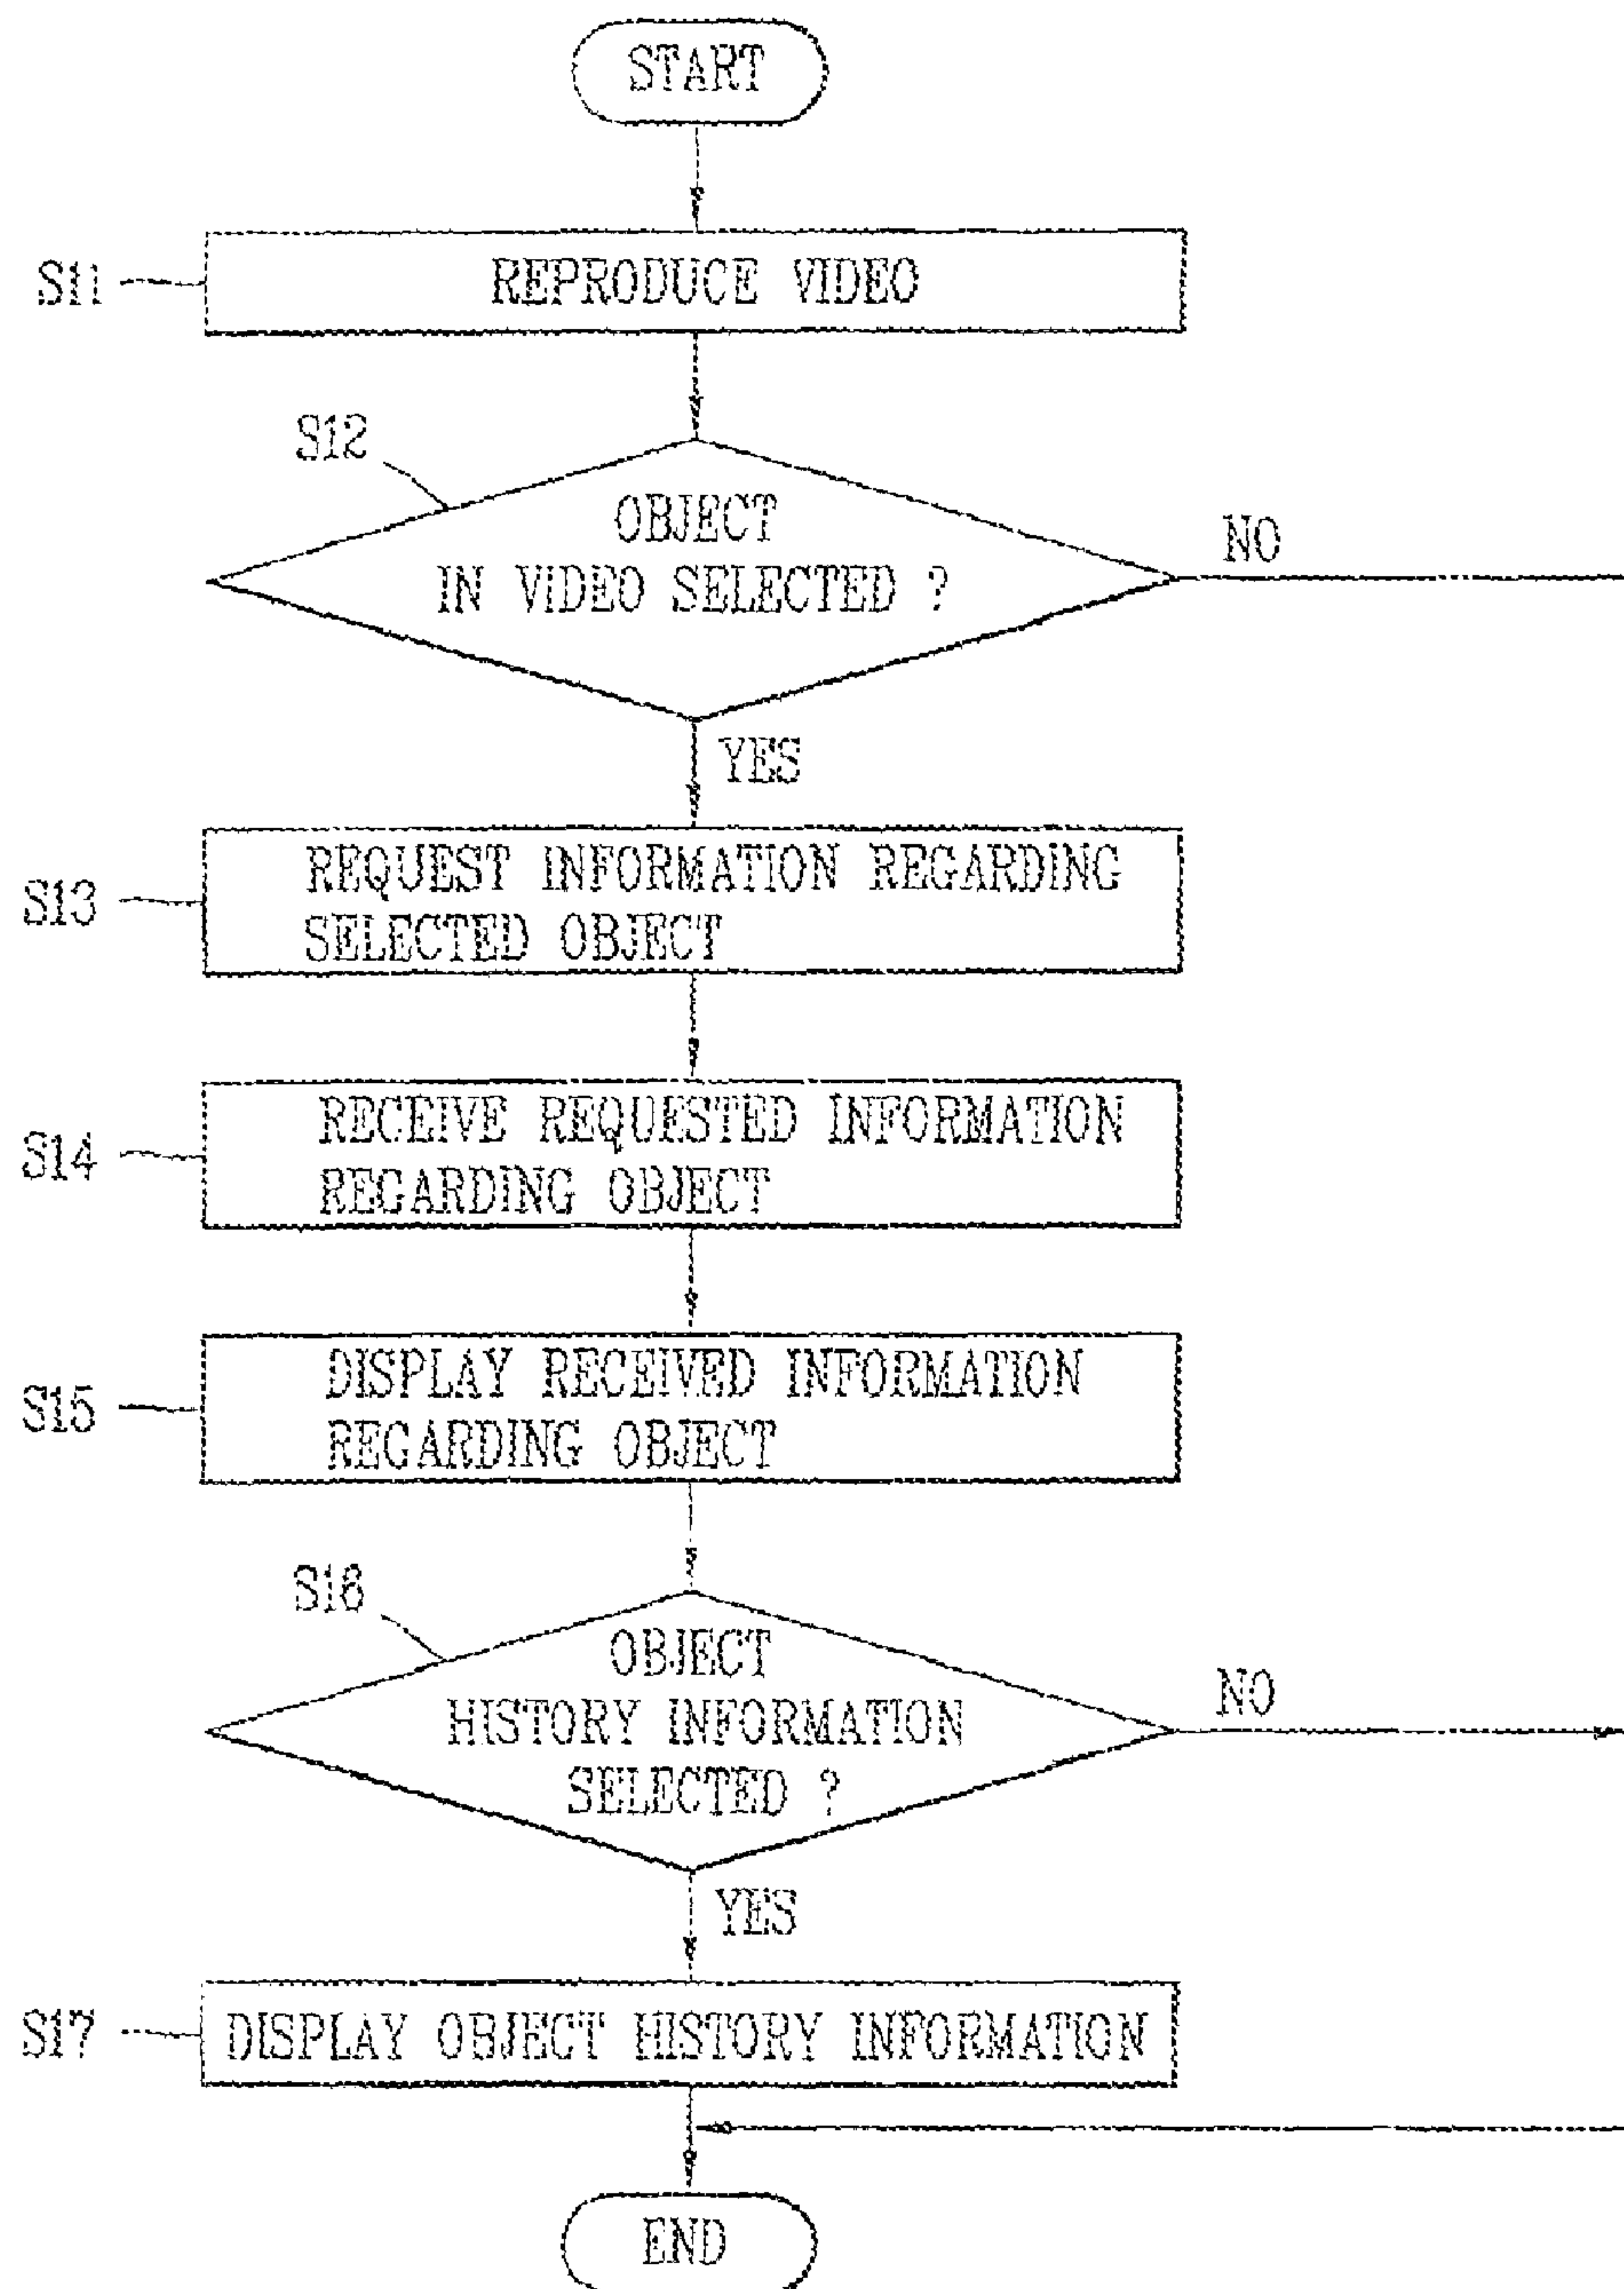 START
S11
REPRODUCE VIDEO
S12
OBJECT
IN VIDEO SELECTED ?
NO
YES
S13
REQUEST INFORMATION REGARDING
SELECTED OBJECT
S14
RECEIVE REQUESTED INFORMATION
REGARDING OBJECT
S15
DISPLAY RECEIVED INFORMATION
REGARDING OBJECT
S16
OBJECT
HISTORY INFORMATION
SELECTED ?
NO
YES
S17
DISPLAY OBJECT HISTORY INFORMATION
END